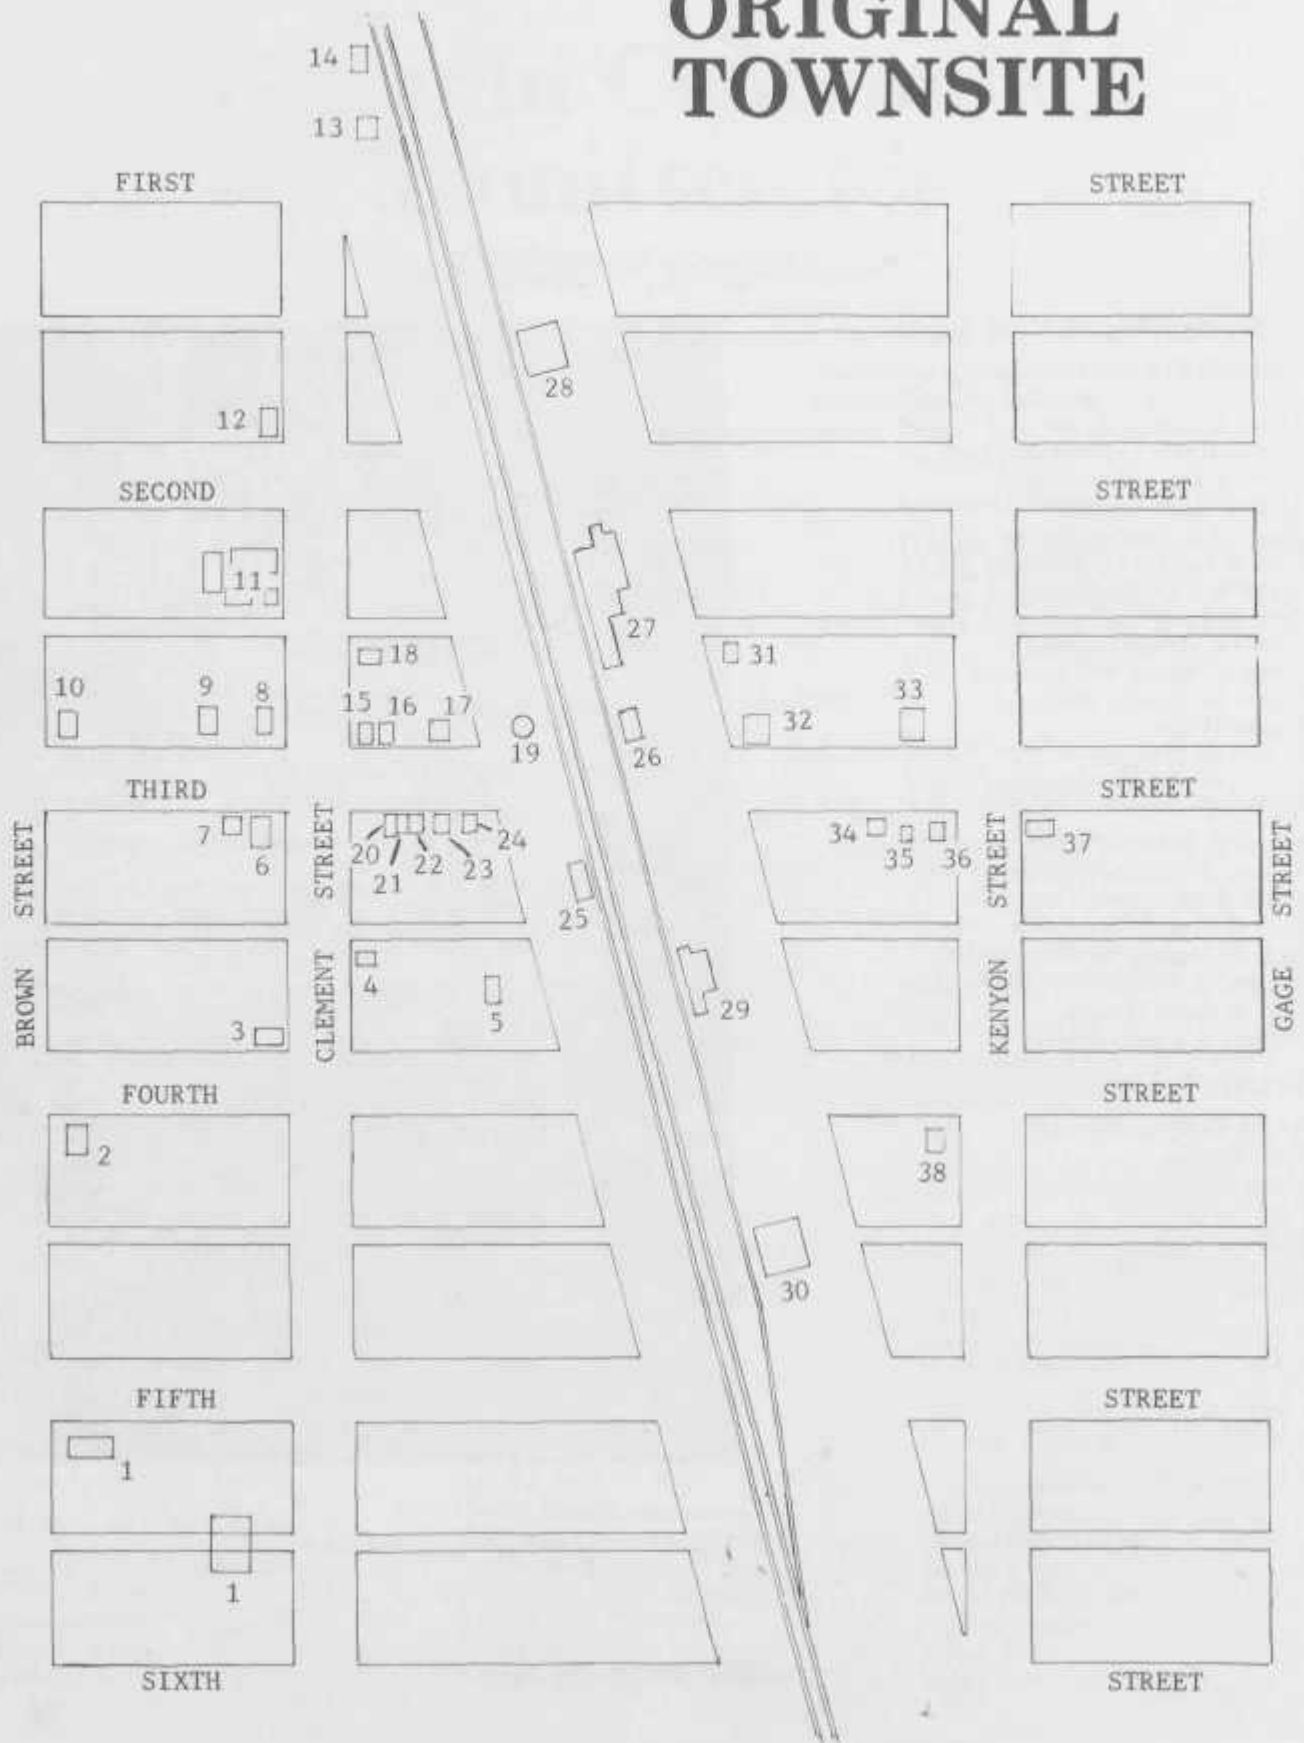 ORIGINAL
TOWNSITE
14
13
FIRST STREET
28
12
SECOND STREET
11
27
18
31
10 9 8
15 16 17
33
32
19
26
THIRD STREET
7
6
20 21 22 23 24
34 35 36
37
25
BROWN STREET
CLEMENT STREET
KENYON STREET
GAGE STREET
4
5
29
3
FOURTH STREET
2
38
30
FIFTH STREET
1
1
SIXTH STREET